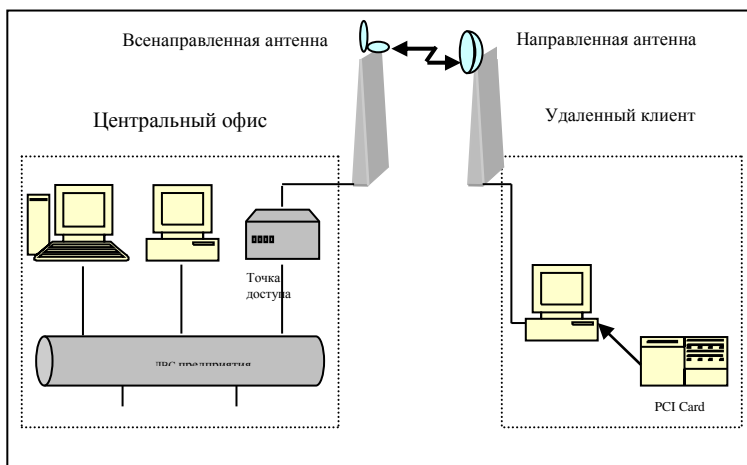 Всенаправленная антенна
Направленная антенна
Центральный офис
Удаленный клиент
Точка
доступа
ЛВС предприятия
PCI Card